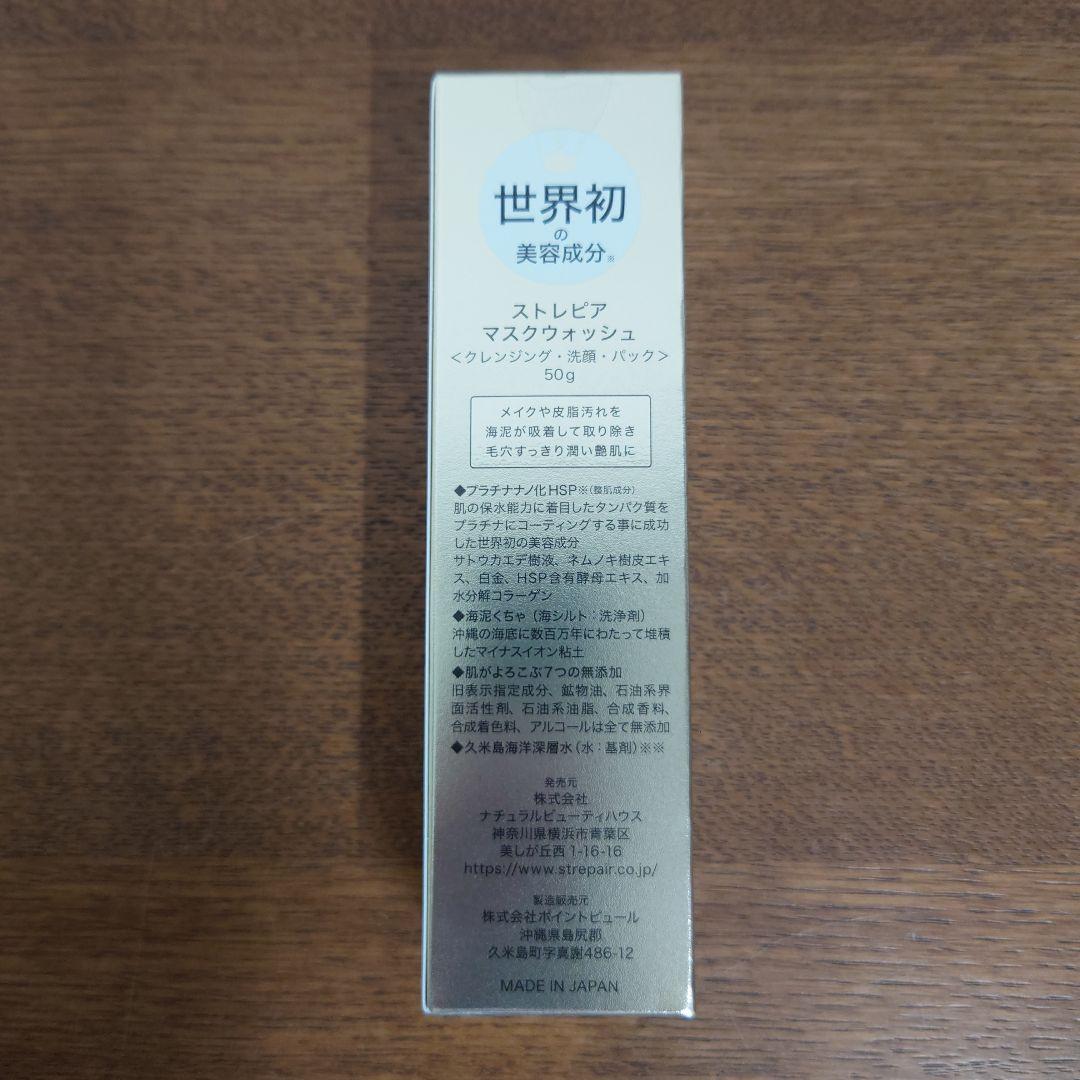 世界初
の
美容成分※
ストレピア
マスクウォッシュ
＜クレンジング・洗顔・パック＞
50g
メイクや皮脂汚れを
海泥が吸着して取り除き
毛穴すっきり潤い艶肌に
◆プラチナナノ化HSP※(整肌成分)
肌の保水能力に着目したタンパク質を
プラチナにコーティングする事に成功
した世界初の美容成分
サトウカエデ樹液、ネムノキ樹皮エキ
ス、白金、HSP含有酵母エキス、加
水分解コラーゲン
◆海泥くちゃ（海シルト：洗浄剤）
沖縄の海底に数百万年にわたって堆積
したマイナスイオン粘土
◆肌がよろこぶ7つの無添加
旧表示指定成分、鉱物油、石油系界
面活性剤、石油系油脂、合成香料、
合成着色料、アルコールは全て無添加
◆久米島海洋深層水（水：基剤）※※
発売元
株式会社
ナチュラルビューティハウス
神奈川県横浜市青葉区
美しが丘西1-16-16
https://www.strepair.co.jp/
製造販売元
株式会社ポイントピュール
沖縄県島尻郡
久米島町字真謝486-12
MADE IN JAPAN